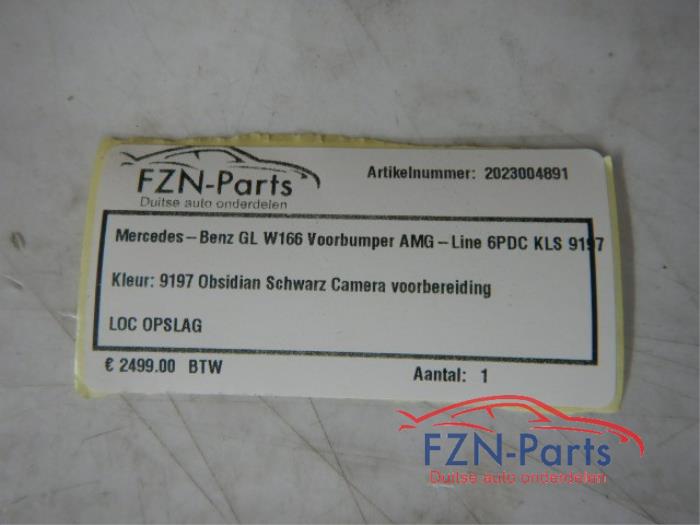 FZN-Parts
Duitse auto onderdelen
Artikelnummer: 2023004891
Mercedes-Benz GL W166 Voorbumper AMG-Line 6PDC KLS 9197
Kleur: 9197 Obsidian Schwarz Camera voorbereiding
LOC OPSLAG
€ 2499.00 BTW
Aantal: 1
FZN-Parts
Duitse auto onderdelen